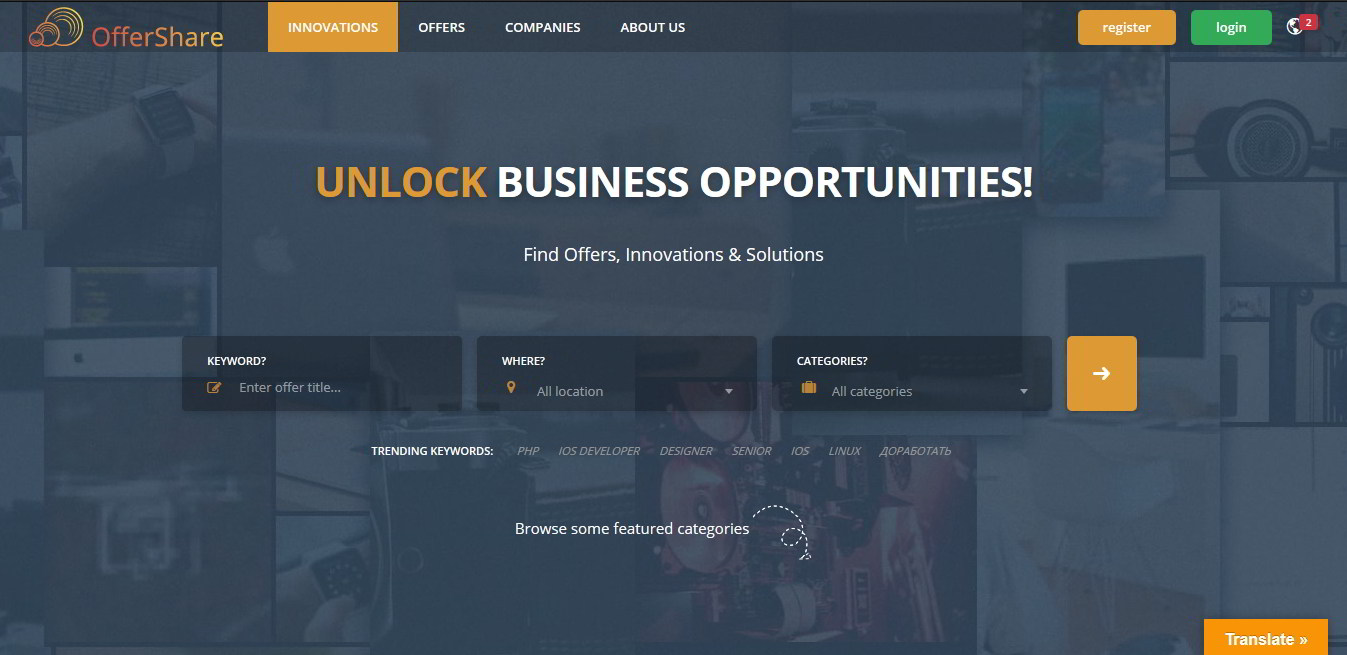 OfferShare
INNOVATIONS
OFFERS
COMPANIES
ABOUT US
register
login
2
UNLOCK BUSINESS OPPORTUNITIES!
Find Offers, Innovations & Solutions
KEYWORD?
Enter offer title...
WHERE?
All location
CATEGORIES?
All categories
TRENDING KEYWORDS: PHP IOS DEVELOPER DESIGNER SENIOR IOS LINUX ДОРАБОТАТЬ
Browse some featured categories
Translate »